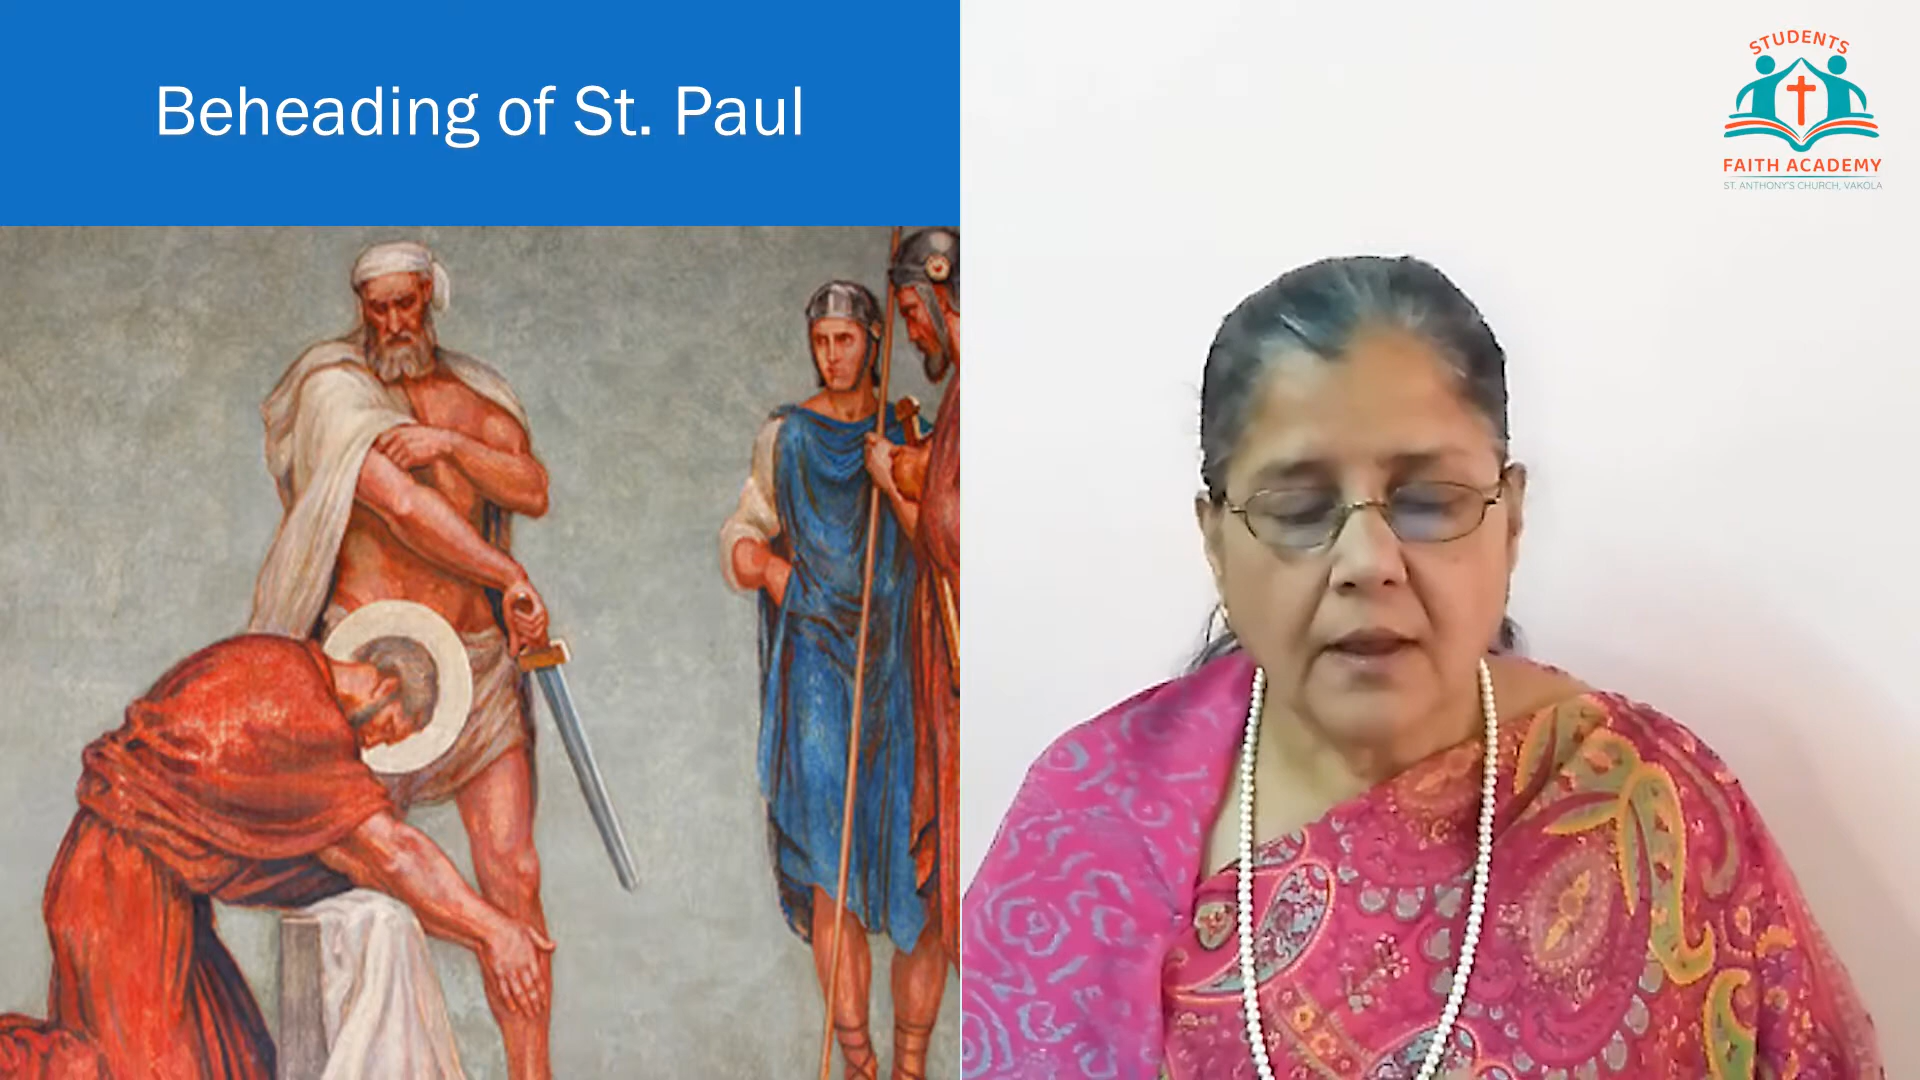 Beheading of St. Paul
STUDENTS
FAITH ACADEMY
ST. ANTHONY'S CHURCH, VAKOLA